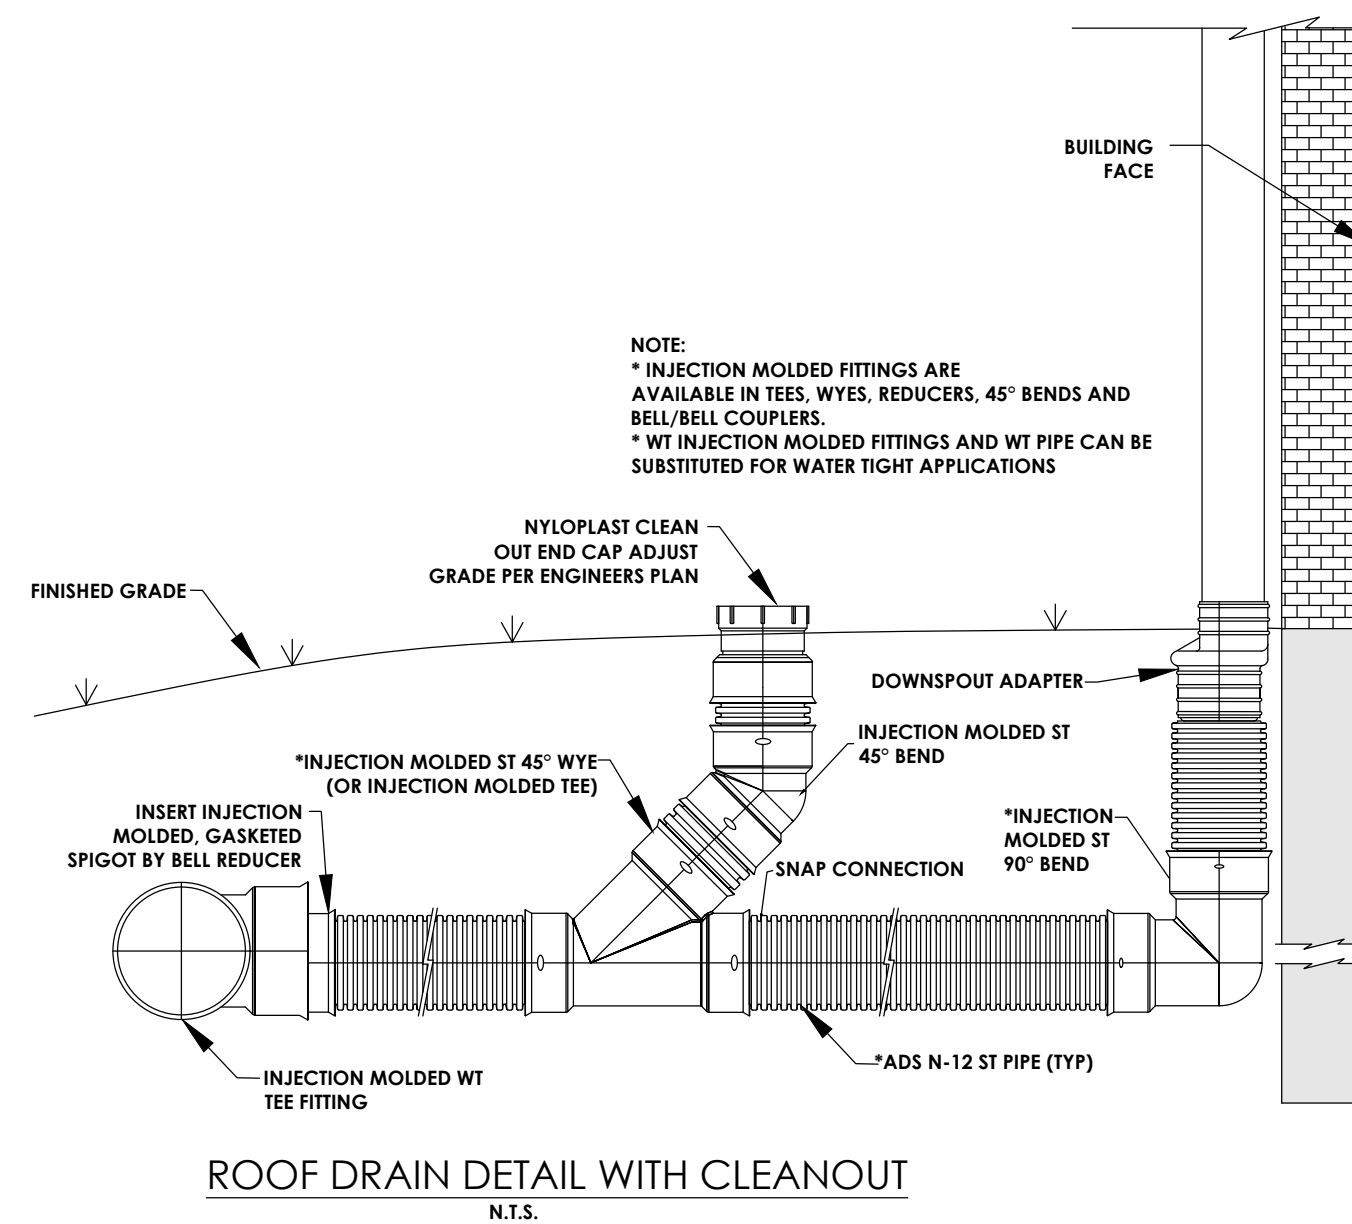 BUILDING
FACE
NOTE:
* INJECTION MOLDED FITTINGS ARE
AVAILABLE IN TEES, WYES, REDUCERS, 45° BENDS AND
BELL/BELL COUPLERS.
* WT INJECTION MOLDED FITTINGS AND WT PIPE CAN BE
SUBSTITUTED FOR WATER TIGHT APPLICATIONS
NYLOPLAST CLEAN
OUT END CAP ADJUST
GRADE PER ENGINEERS PLAN
FINISHED GRADE
DOWNSPOUT ADAPTER
INJECTION MOLDED ST
45° BEND
*INJECTION MOLDED ST 45° WYE
(OR INJECTION MOLDED TEE)
INSERT INJECTION
MOLDED, GASKETED
SPIGOT BY BELL REDUCER
*INJECTION
MOLDED ST
90° BEND
SNAP CONNECTION
*ADS N-12 ST PIPE (TYP)
INJECTION MOLDED WT
TEE FITTING
ROOF DRAIN DETAIL WITH CLEANOUT
N.T.S.